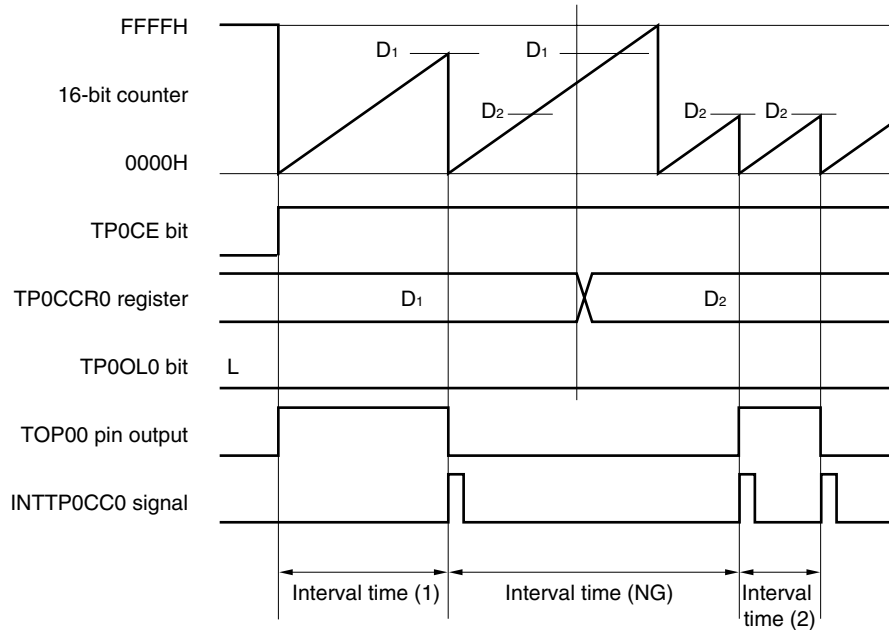 FFFFH
D1
D1
16-bit counter
D2
D2
D2
0000H
TP0CE bit
TP0CCR0 register
D1
D2
TP0OL0 bit
L
TOP00 pin output
INTTP0CC0 signal
Interval time (1)
Interval time (NG)
Interval
time (2)